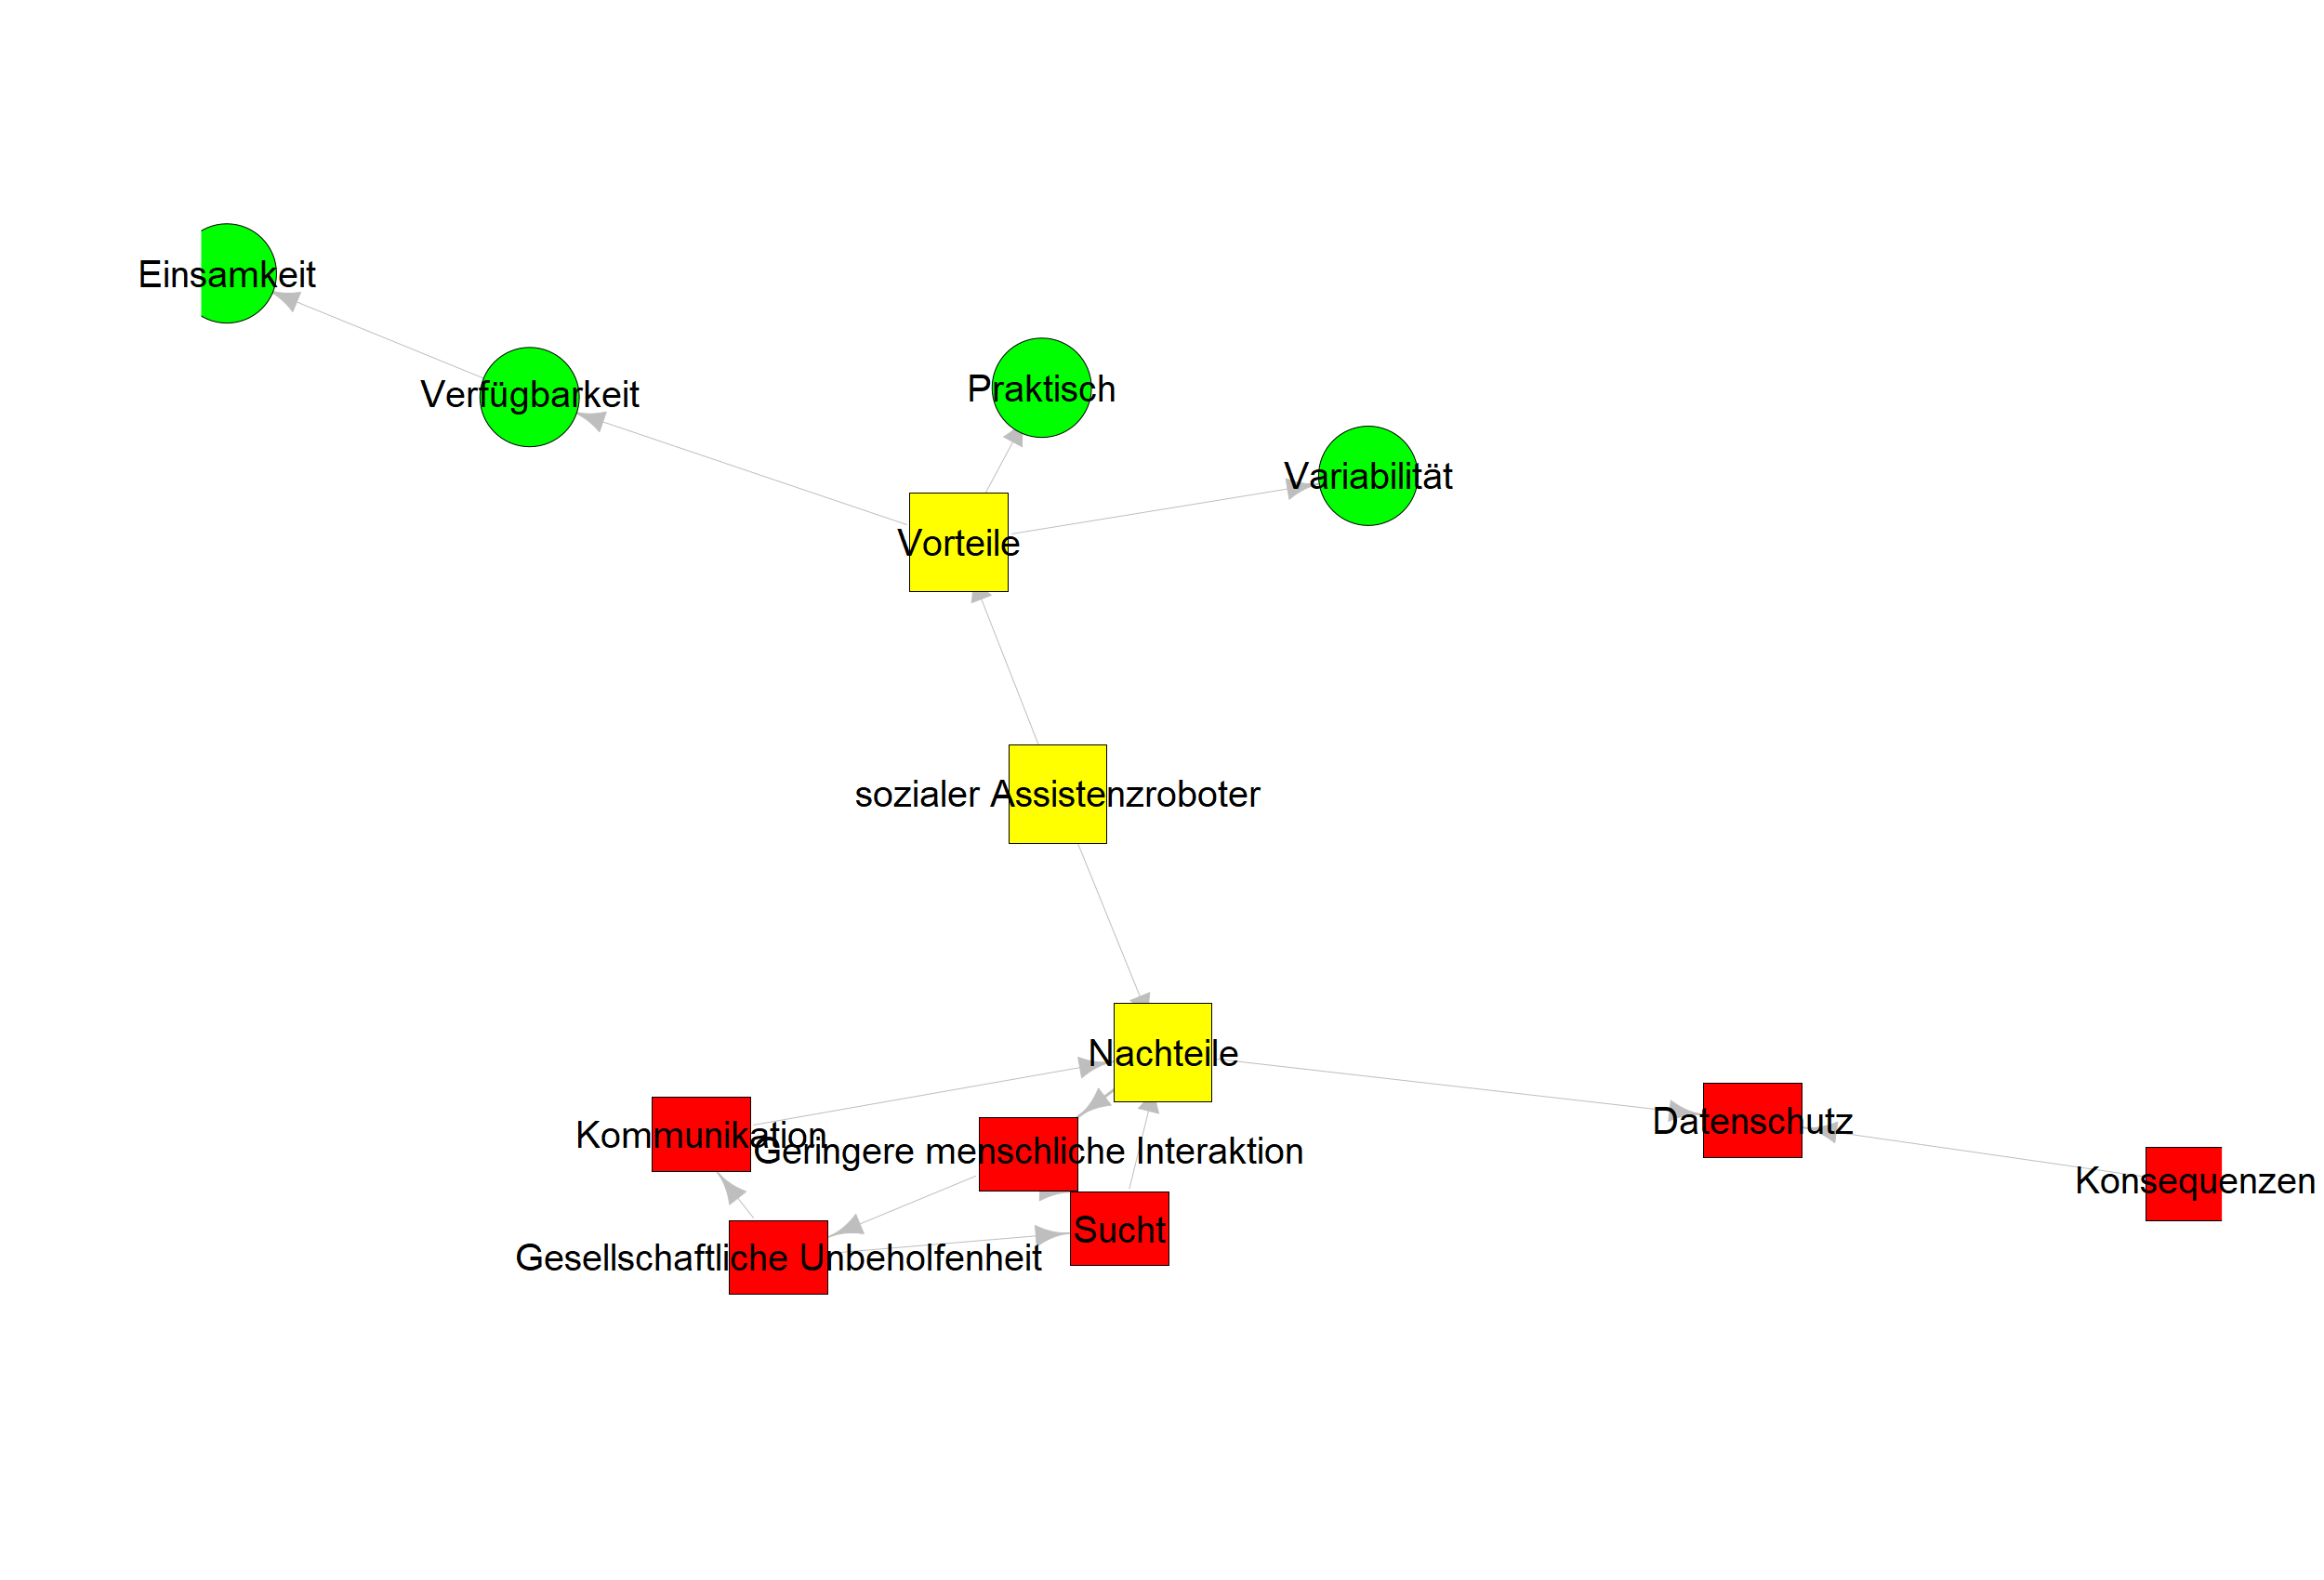 Einsamkeit
Verfügbarkeit
Praktisch
Variabilität
Vorteile
sozialer Assistenzroboter
Nachteile
Kommunikation
Geringere menschliche Interaktion
Datenschutz
Konsequenzen
Sucht
Gesellschaftliche Unbeholfenheit